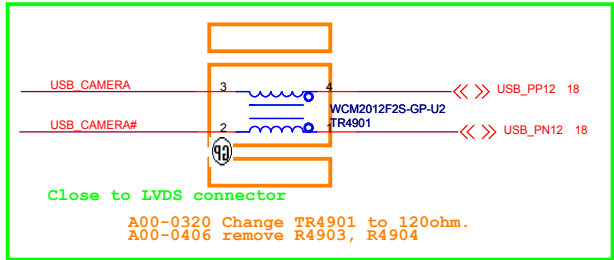 USB_CAMERA 3 4 USB_PP12 18
WCM2012F2S-GP-U2
TR4901
USB_CAMERA# 2 1 USB_PN12 18
GP
Close to LVDS connector
A00-0320 Change TR4901 to 120ohm.
A00-0406 remove R4903, R4904